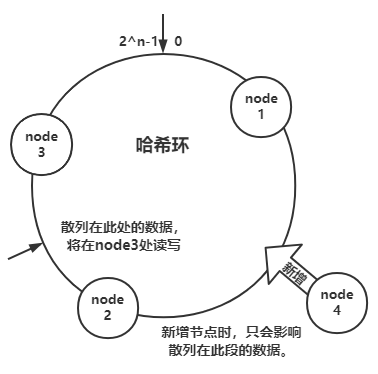 2^n-1 0
node
1
node
3
哈希环
散列在此处的数据，
将在node3处读写
新增
node
2
node
4
新增节点时，只会影响
散列在此段的数据。